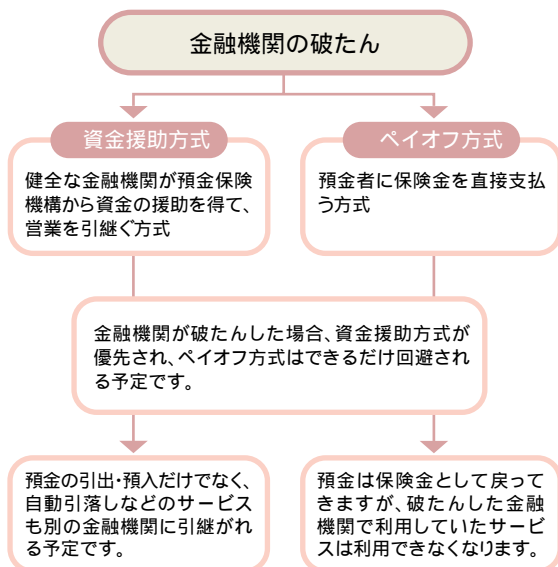 金融機関の破たん
資金援助方式
健全な金融機関が預金保険
機構から資金の援助を得て、
営業を引継ぐ方式
ペイオフ方式
預金者に保険金を直接支払
う方式
金融機関が破たんした場合、資金援助方式が
優先され、ペイオフ方式はできるだけ回避され
る予定です。
預金の引出・預入だけでなく、
自動引落しなどのサービス
も別の金融機関に引継がれ
る予定です。
預金は保険金として戻って
きますが、破たんした金融
機関で利用していたサービ
スは利用できなくなります。